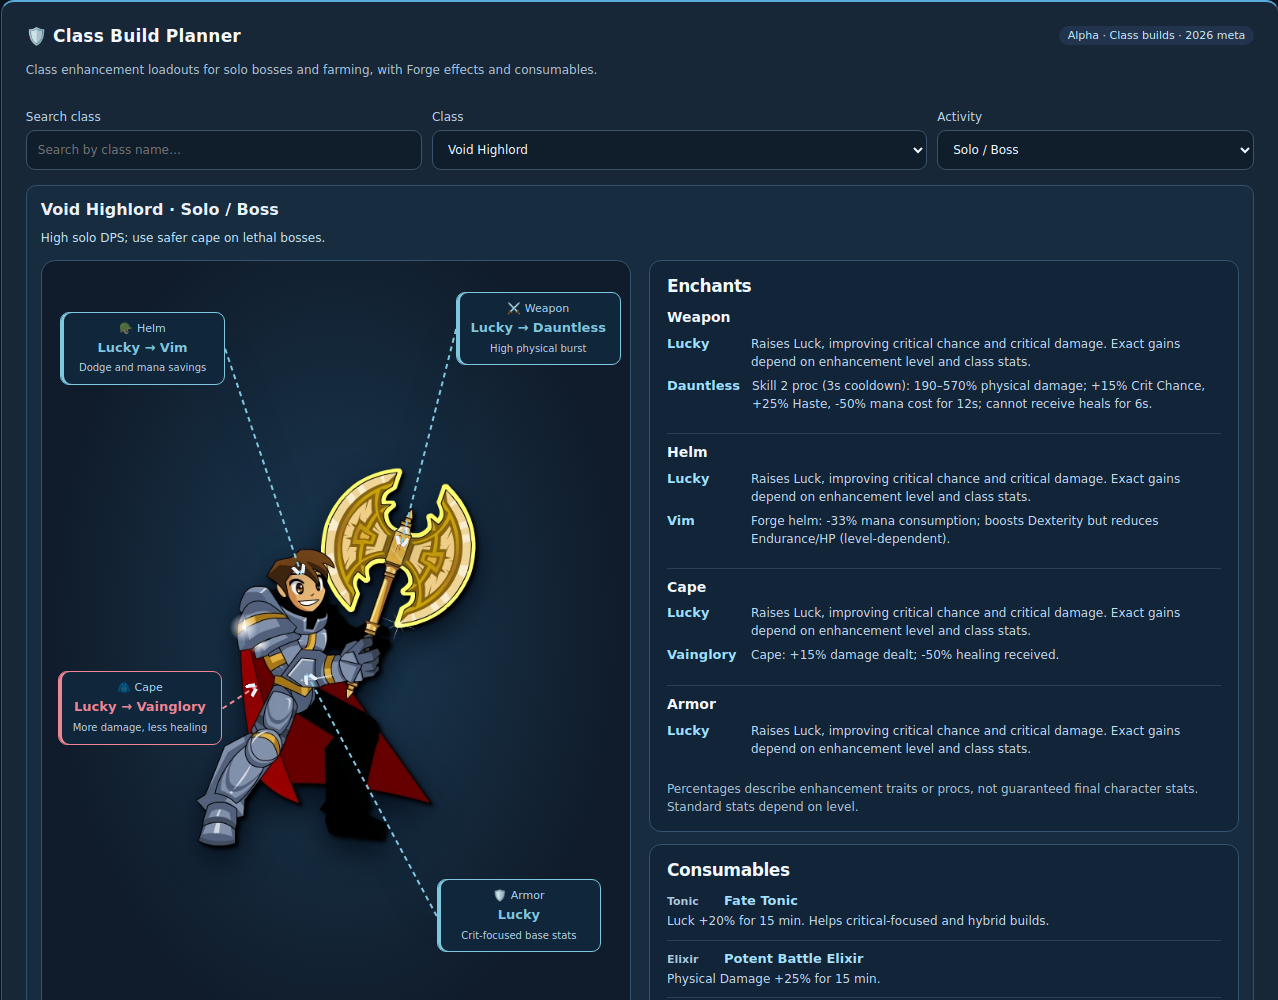 Class Build Planner
Alpha · Class builds · 2026 meta
Class enhancement loadouts for solo bosses and farming, with Forge effects and consumables.
Search class
Class
Activity
Search by class name...
Void Highlord
Solo / Boss
Void Highlord · Solo / Boss
High solo DPS; use safer cape on lethal bosses.
Helm
Lucky → Vim
Dodge and mana savings
Weapon
Lucky → Dauntless
High physical burst
Cape
Lucky → Vainglory
More damage, less healing
Armor
Lucky
Crit-focused base stats
Enchants
Weapon
Lucky
Raises Luck, improving critical chance and critical damage. Exact gains
depend on enhancement level and class stats.
Dauntless
Skill 2 proc (3s cooldown): 190–570% physical damage; +15% Crit Chance,
+25% Haste, -50% mana cost for 12s; cannot receive heals for 6s.
Helm
Lucky
Raises Luck, improving critical chance and critical damage. Exact gains
depend on enhancement level and class stats.
Vim
Forge helm: -33% mana consumption; boosts Dexterity but reduces
Endurance/HP (level-dependent).
Cape
Lucky
Raises Luck, improving critical chance and critical damage. Exact gains
depend on enhancement level and class stats.
Vainglory
Cape: +15% damage dealt; -50% healing received.
Armor
Lucky
Raises Luck, improving critical chance and critical damage. Exact gains
depend on enhancement level and class stats.
Percentages describe enhancement traits or procs, not guaranteed final character stats.
Standard stats depend on level.
Consumables
Tonic
Fate Tonic
Luck +20% for 15 min. Helps critical-focused and hybrid builds.
Elixir
Potent Battle Elixir
Physical Damage +25% for 15 min.